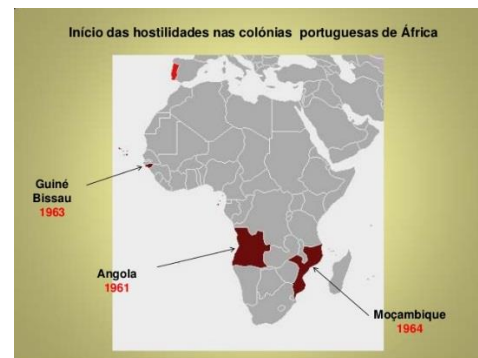 Início das hostilidades nas colónias portuguesas de África
Guiné
Bissau
1963
Angola
1961
Moçambique
1964